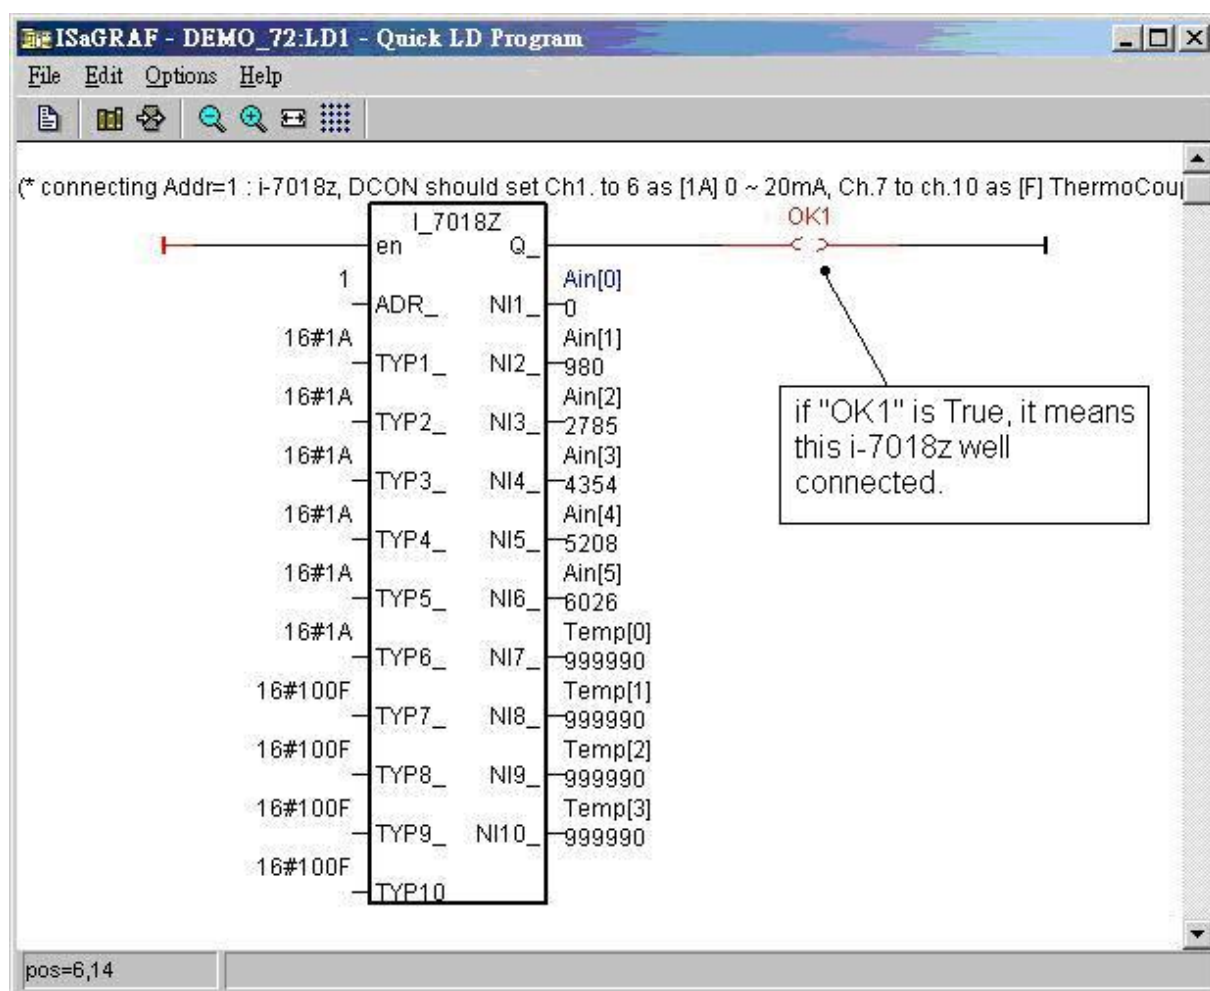 ISaGRAF - DEMO_72:LD1 - Quick LD Program
File Edit Options Help
(* connecting Addr=1 : i-7018z, DCON should set Ch1. to 6 as [1A] 0 ~ 20mA, Ch.7 to ch.10 as [F] ThermoCoup
I_7018Z
OK1
en Q_
1 Ain[0]
ADR_ NI1_ 0
16#1A Ain[1]
TYP1_ NI2_ 980
16#1A Ain[2]
TYP2_ NI3_ 2785
16#1A Ain[3]
TYP3_ NI4_ 4354
16#1A Ain[4]
TYP4_ NI5_ 5208
16#1A Ain[5]
TYP5_ NI6_ 6026
16#1A Temp[0]
TYP6_ NI7_ 999990
16#100F Temp[1]
TYP7_ NI8_ 999990
16#100F Temp[2]
TYP8_ NI9_ 999990
16#100F Temp[3]
TYP9_ NI10_ 999990
16#100F
TYP10
if "OK1" is True, it means
this i-7018z well
connected.
pos=6,14